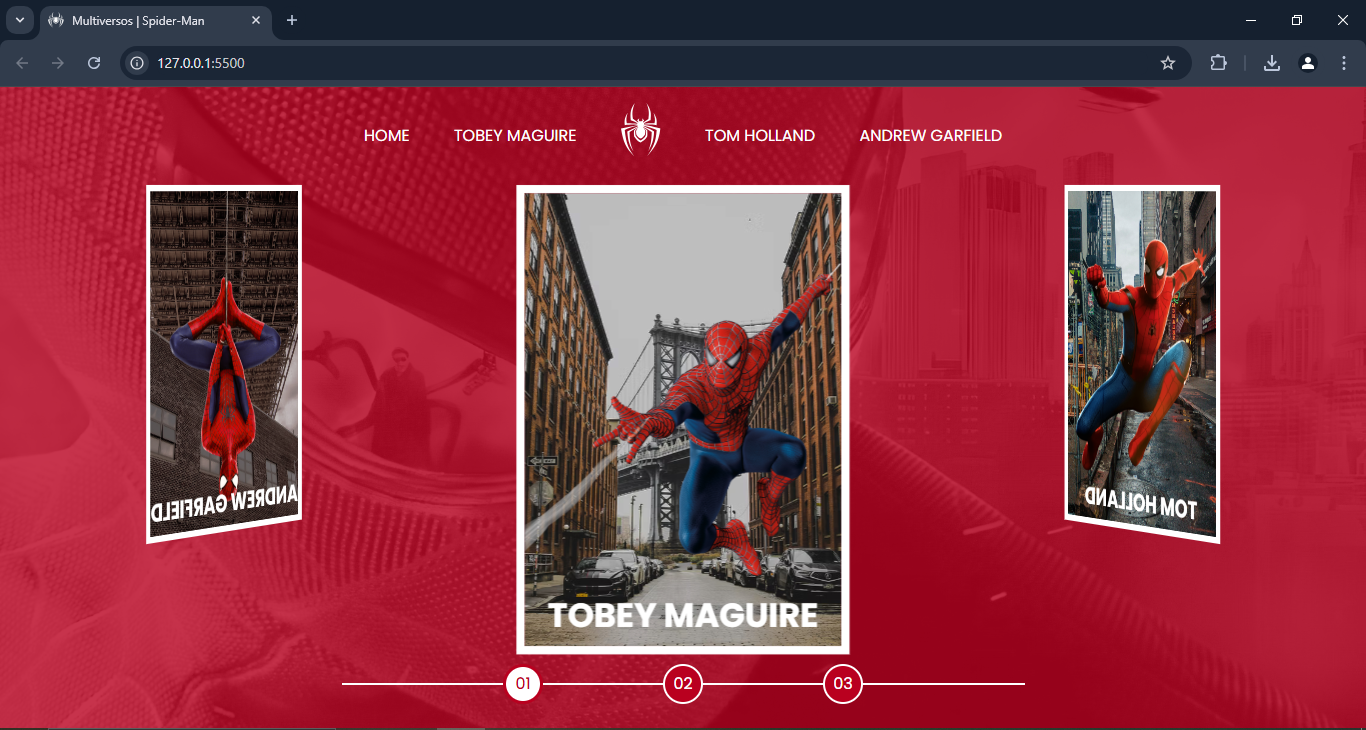 Multiversos | Spider-Man
127.0.0.1:5500
HOME
TOBEY MAGUIRE
TOM HOLLAND
ANDREW GARFIELD
ANDREW GARFIELD
TOBEY MAGUIRE
TOM HOLLAND
01
02
03